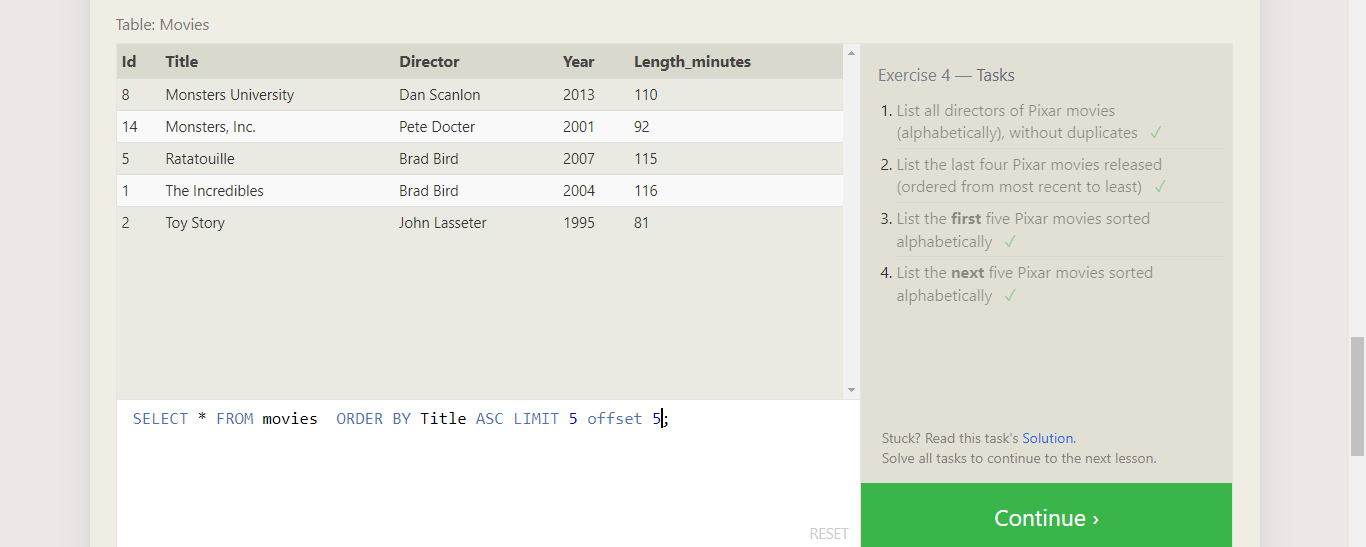 Table: Movies
Id Title Director Year Length_minutes
8 Monsters University Dan Scanlon 2013 110
14 Monsters, Inc. Pete Docter 2001 92
5 Ratatouille Brad Bird 2007 115
1 The Incredibles Brad Bird 2004 116
2 Toy Story John Lasseter 1995 81
SELECT * FROM movies  ORDER BY Title ASC LIMIT 5 offset 5;
RESET
Exercise 4 — Tasks
1. List all directors of Pixar movies
(alphabetically), without duplicates ✓
2. List the last four Pixar movies released
(ordered from most recent to least) ✓
3. List the first five Pixar movies sorted
alphabetically ✓
4. List the next five Pixar movies sorted
alphabetically ✓
Stuck? Read this task's Solution.
Solve all tasks to continue to the next lesson.
Continue ›